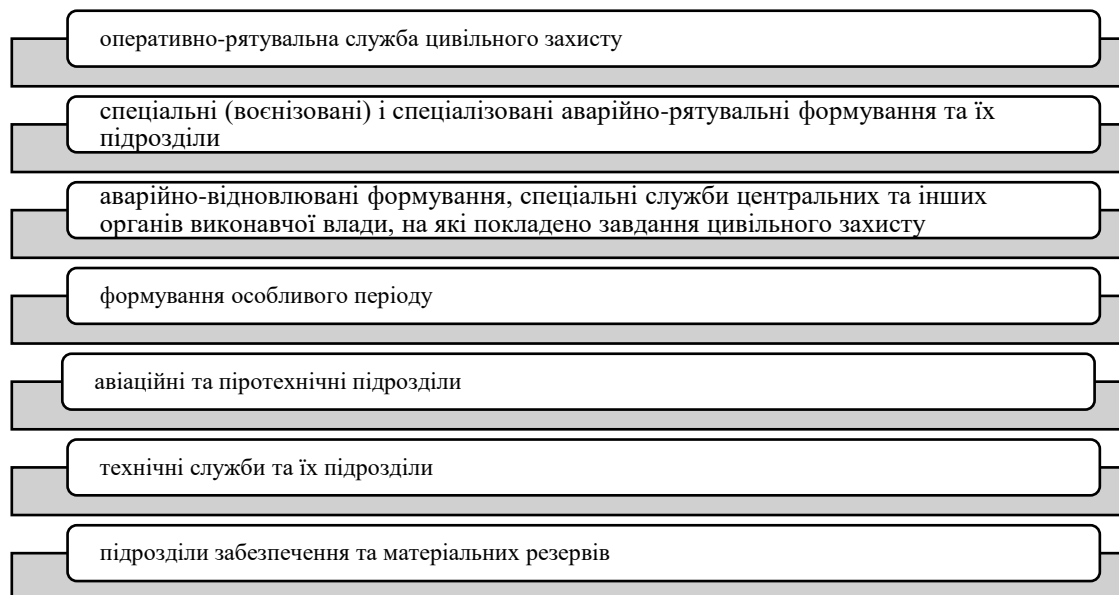 оперативно-рятувальна служба цивільного захисту
спеціальні (воєнізовані) і спеціалізовані аварійно-рятувальні формування та їх
підрозділи
аварійно-відновлювані формування, спеціальні служби центральних та інших
органів виконавчої влади, на які покладено завдання цивільного захисту
формування особливого періоду
авіаційні та піротехнічні підрозділи
технічні служби та їх підрозділи
підрозділи забезпечення та матеріальних резервів